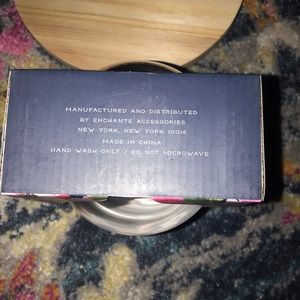 MANUFACTURED AND DISTRIBUTED
BY ENCHANTE ACCESSORIES
NEW YORK, NEW YORK 10016
MADE IN CHINA
HAND WASH ONLY / DO NOT MICROWAVE